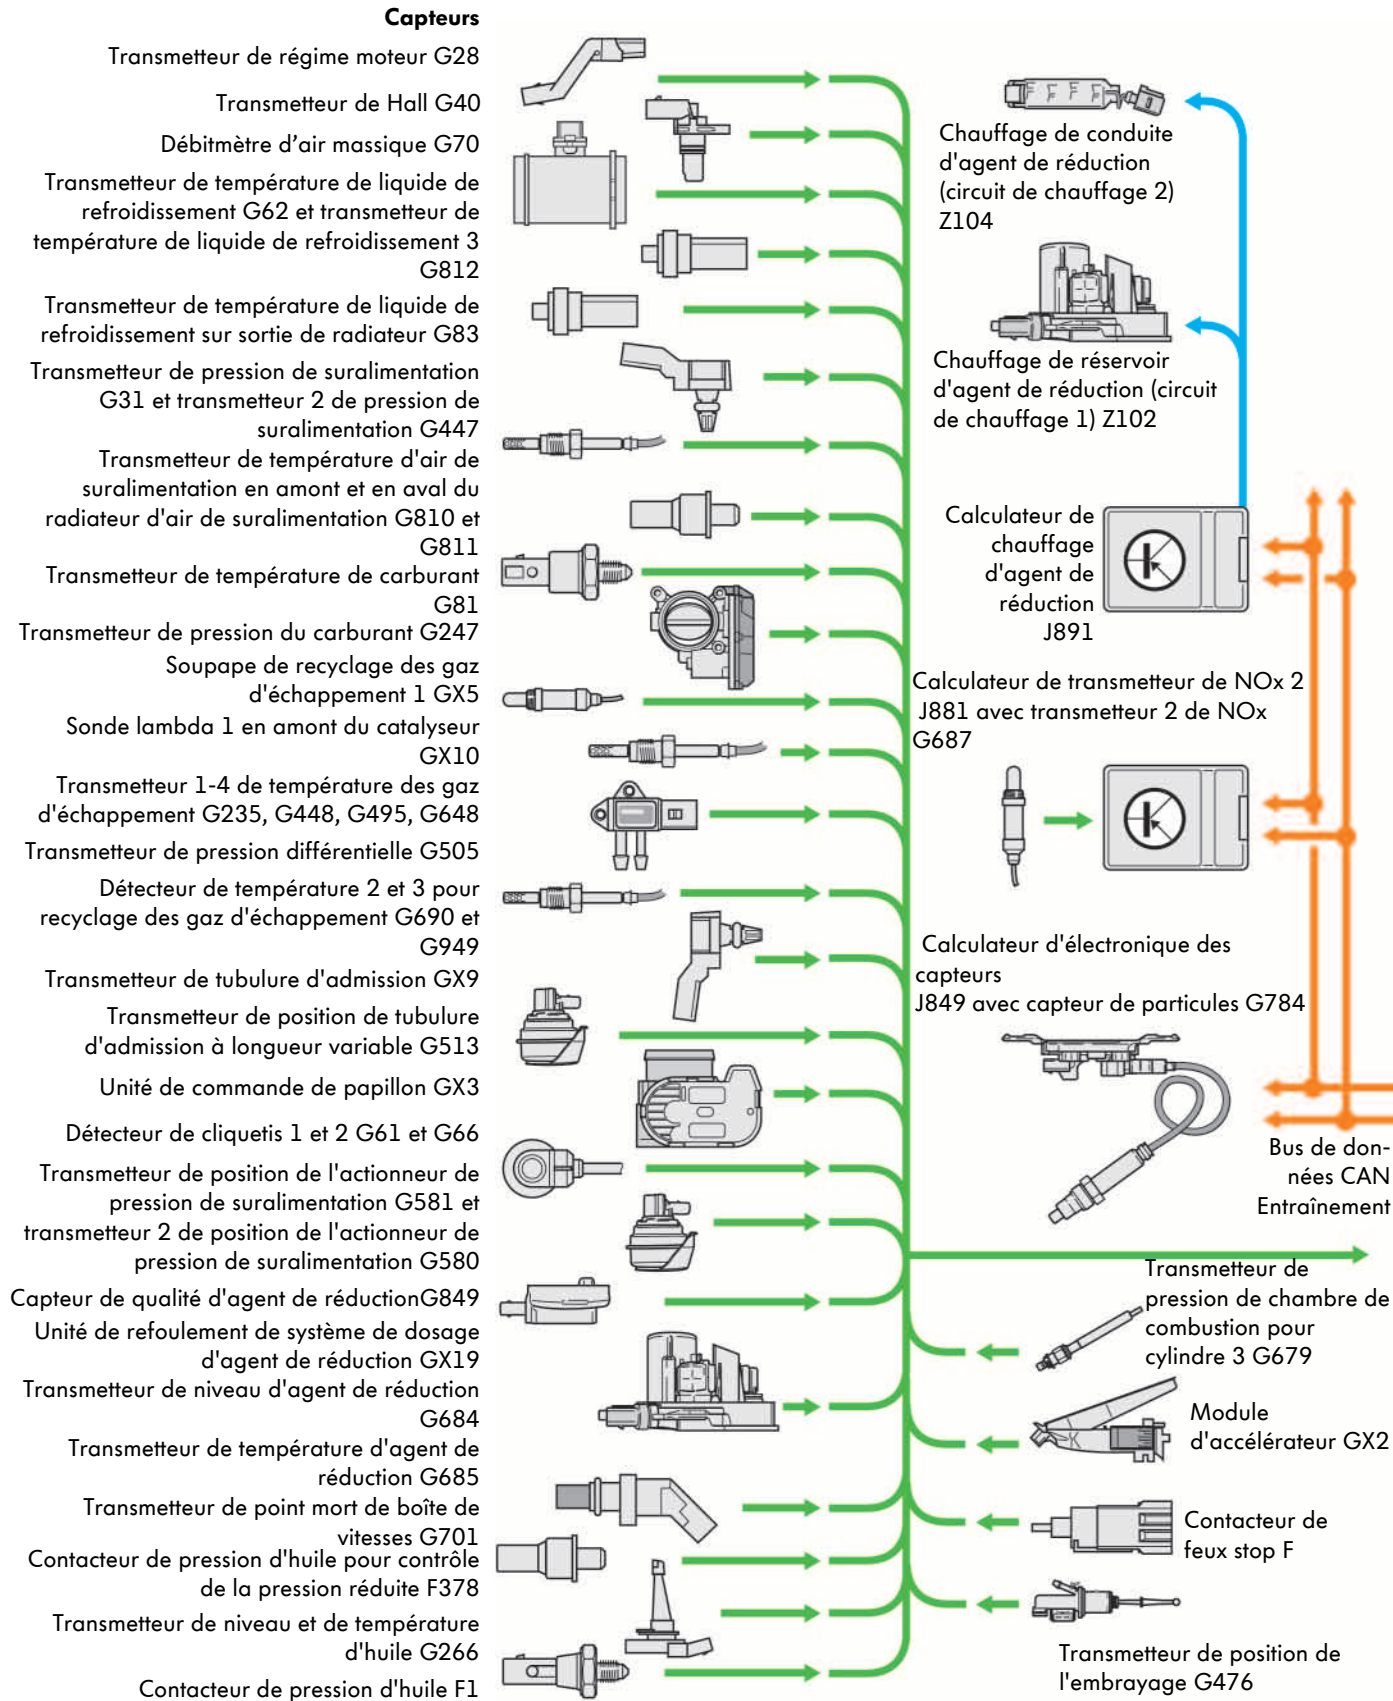 Capteurs
Transmetteur de régime moteur G28
Transmetteur de Hall G40
Débitmètre d’air massique G70
Transmetteur de température de liquide de
refroidissement G62 et transmetteur de
température de liquide de refroidissement 3
G812
Transmetteur de température de liquide de
refroidissement sur sortie de radiateur G83
Transmetteur de pression de suralimentation
G31 et transmetteur 2 de pression de
suralimentation G447
Transmetteur de température d'air de
suralimentation en amont et en aval du
radiateur d'air de suralimentation G810 et
G811
Transmetteur de température de carburant
G81
Transmetteur de pression du carburant G247
Soupape de recyclage des gaz
d'échappement 1 GX5
Sonde lambda 1 en amont du catalyseur
GX10
Transmetteur 1-4 de température des gaz
d'échappement G235, G448, G495, G648
Transmetteur de pression différentielle G505
Détecteur de température 2 et 3 pour
recyclage des gaz d'échappement G690 et
G949
Transmetteur de tubulure d'admission GX9
Transmetteur de position de tubulure
d'admission à longueur variable G513
Unité de commande de papillon GX3
Détecteur de cliquetis 1 et 2 G61 et G66
Transmetteur de position de l'actionneur de
pression de suralimentation G581 et
transmetteur 2 de position de l'actionneur de
pression de suralimentation G580
Capteur de qualité d'agent de réductionG849
Unité de refoulement de système de dosage
d'agent de réduction GX19
Transmetteur de niveau d'agent de réduction
G684
Transmetteur de température d'agent de
réduction G685
Transmetteur de point mort de boîte de
vitesses G701
Contacteur de pression d'huile pour contrôle
de la pression réduite F378
Transmetteur de niveau et de température
d'huile G266
Contacteur de pression d'huile F1
Chauffage de conduite
d'agent de réduction
(circuit de chauffage 2)
Z104
Chauffage de réservoir
d'agent de réduction (circuit
de chauffage 1) Z102
Calculateur de
chauffage
d'agent de
réduction
J891
Calculateur de transmetteur de NOx 2
J881 avec transmetteur 2 de NOx
G687
Calculateur d'électronique des
capteurs
J849 avec capteur de particules G784
Bus de don-
nées CAN
Entraînement
Transmetteur de
pression de chambre de
combustion pour
cylindre 3 G679
Module
d'accélérateur GX2
Contacteur de
feux stop F
Transmetteur de position de
l'embrayage G476